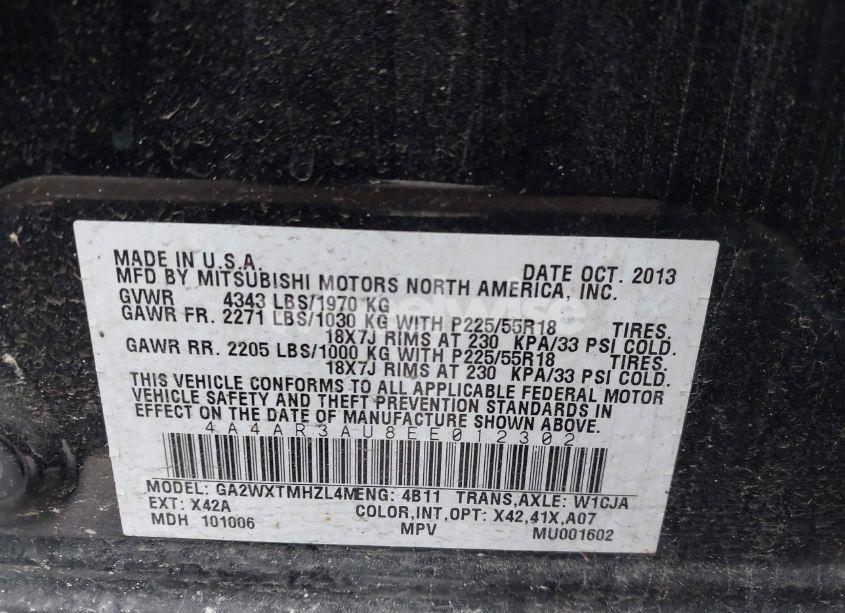 MADE IN U.S.A. DATE OCT. 2013
MFD BY MITSUBISHI MOTORS NORTH AMERICA, INC.
GVWR 4343 LBS/1970 KG
GAWR FR. 2271 LBS/1030 KG WITH P225/55R18 TIRES.
18X7J RIMS AT 230 KPA/33 PSI COLD.
GAWR RR. 2205 LBS/1000 KG WITH P225/55R18 TIRES.
18X7J RIMS AT 230 KPA/33 PSI COLD.
THIS VEHICLE CONFORMS TO ALL APPLICABLE FEDERAL MOTOR
VEHICLE SAFETY AND THEFT PREVENTION STANDARDS IN
EFFECT ON THE DATE OF MANUFACTURE SHOWN ABOVE.
4A4AR3AU8EE012302
MODEL: GA2WXTMHZL4M ENG: 4B11 TRANS,AXLE: W1CJA
EXT: X42A COLOR,INT,OPT: X42,41X,A07
MDH 101006 MPV MU001602